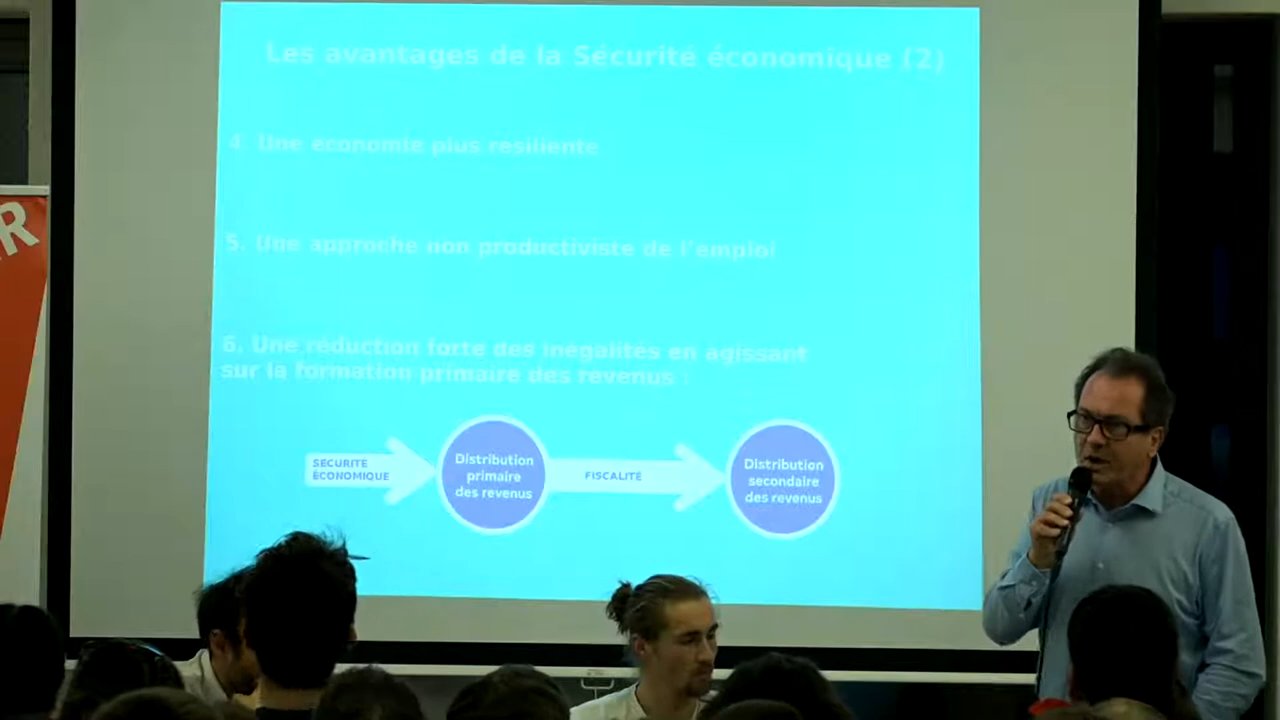 Les avantages de la Sécurité économique (2)
4. Une économie plus résiliente
5. Une approche non productiviste de l'emploi
6. Une réduction forte des inégalités en agissant
sur la formation primaire des revenus :
SÉCURITÉ
ÉCONOMIQUE
Distribution
primaire
des revenus
FISCALITÉ
Distribution
secondaire
des revenus
R